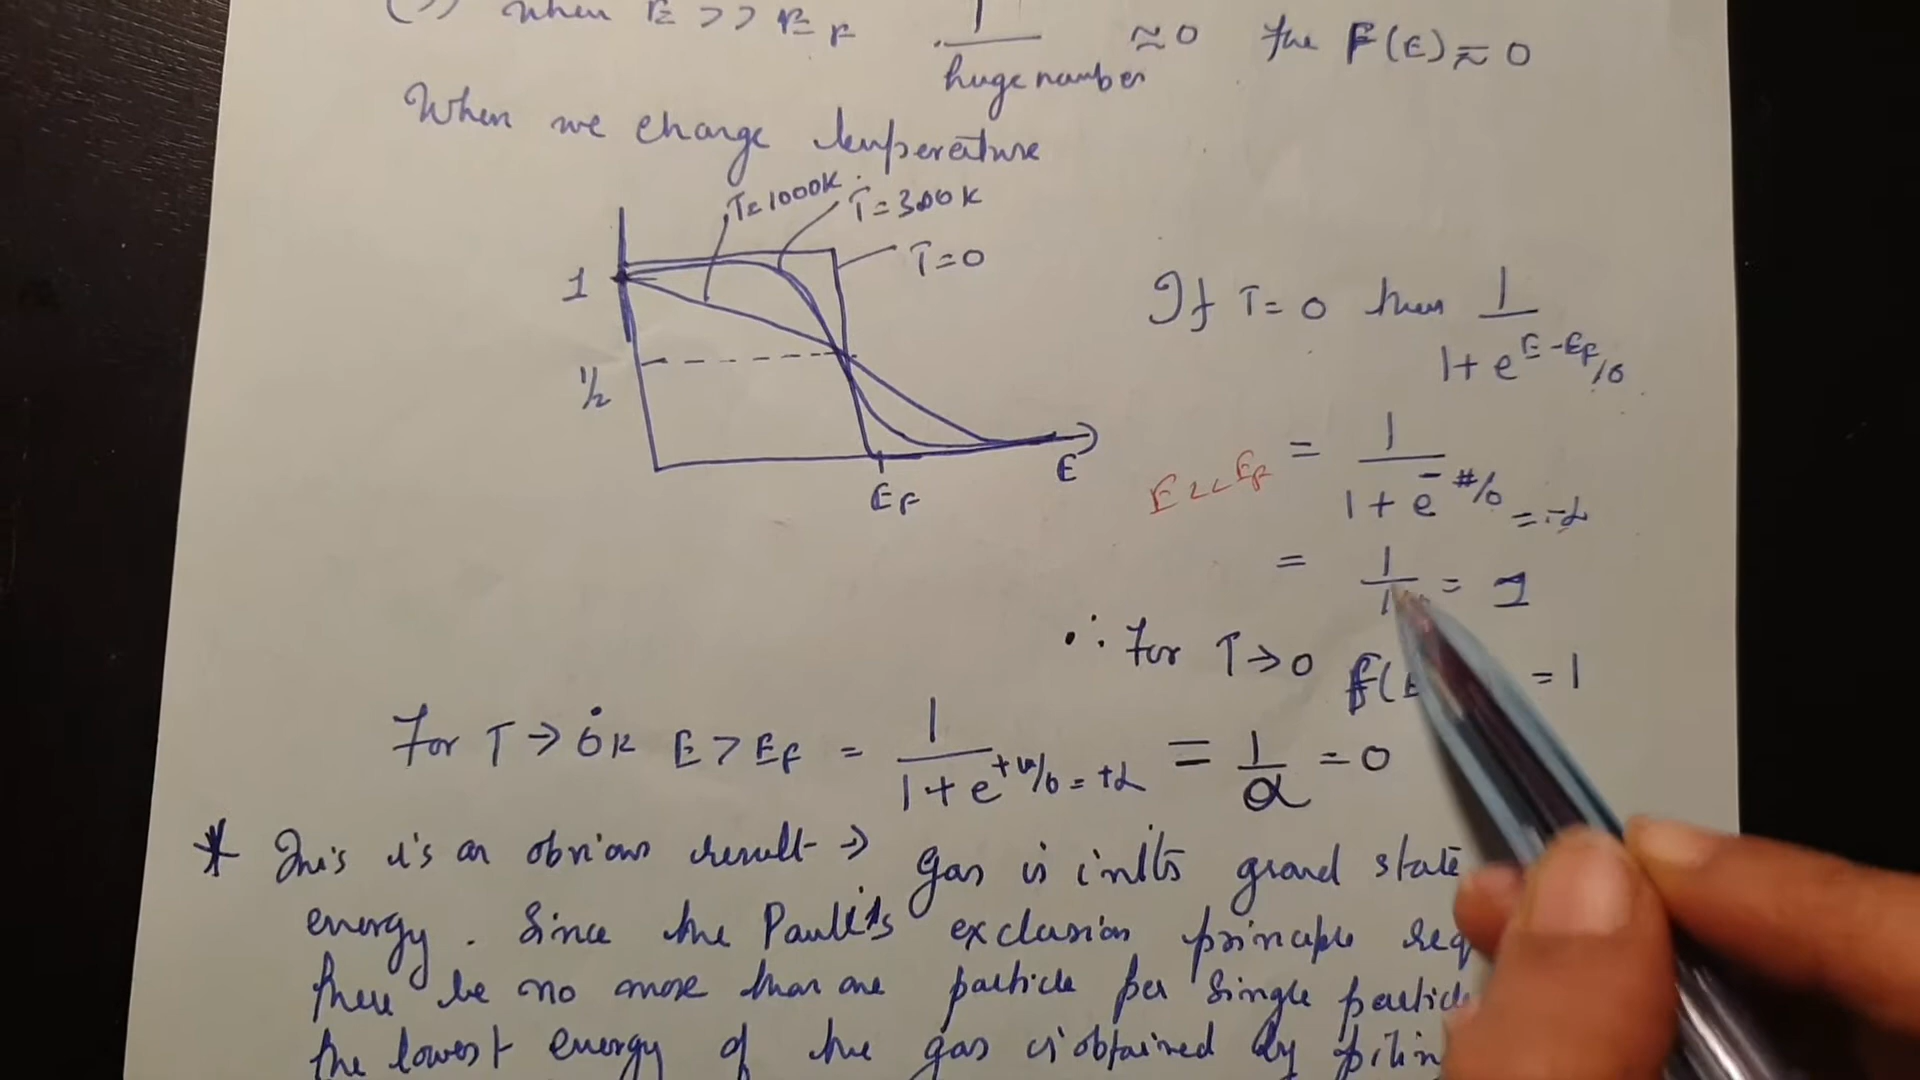 when E >> E F 1/huge number ≈ 0 the F(E) ≈ 0
When we change temperature
T=1000K
T=300K
T=0
1
1/2
E F
E
If T=0 then 1/1+e^E-EF/0
E<<EF = 1/1+e^-#/0 =-α
= 1/1 = 1
∴ For T→0 = 1
For T→0K E>EF = 1/1+e^+#/0=+α = 1/α = 0
* This is an obvious result → Gas is in its grand state
energy. Since the Pauli's exclusion principle req
there be no more than one particle per single particle
the lowest energy of the gas is obtained by pilin